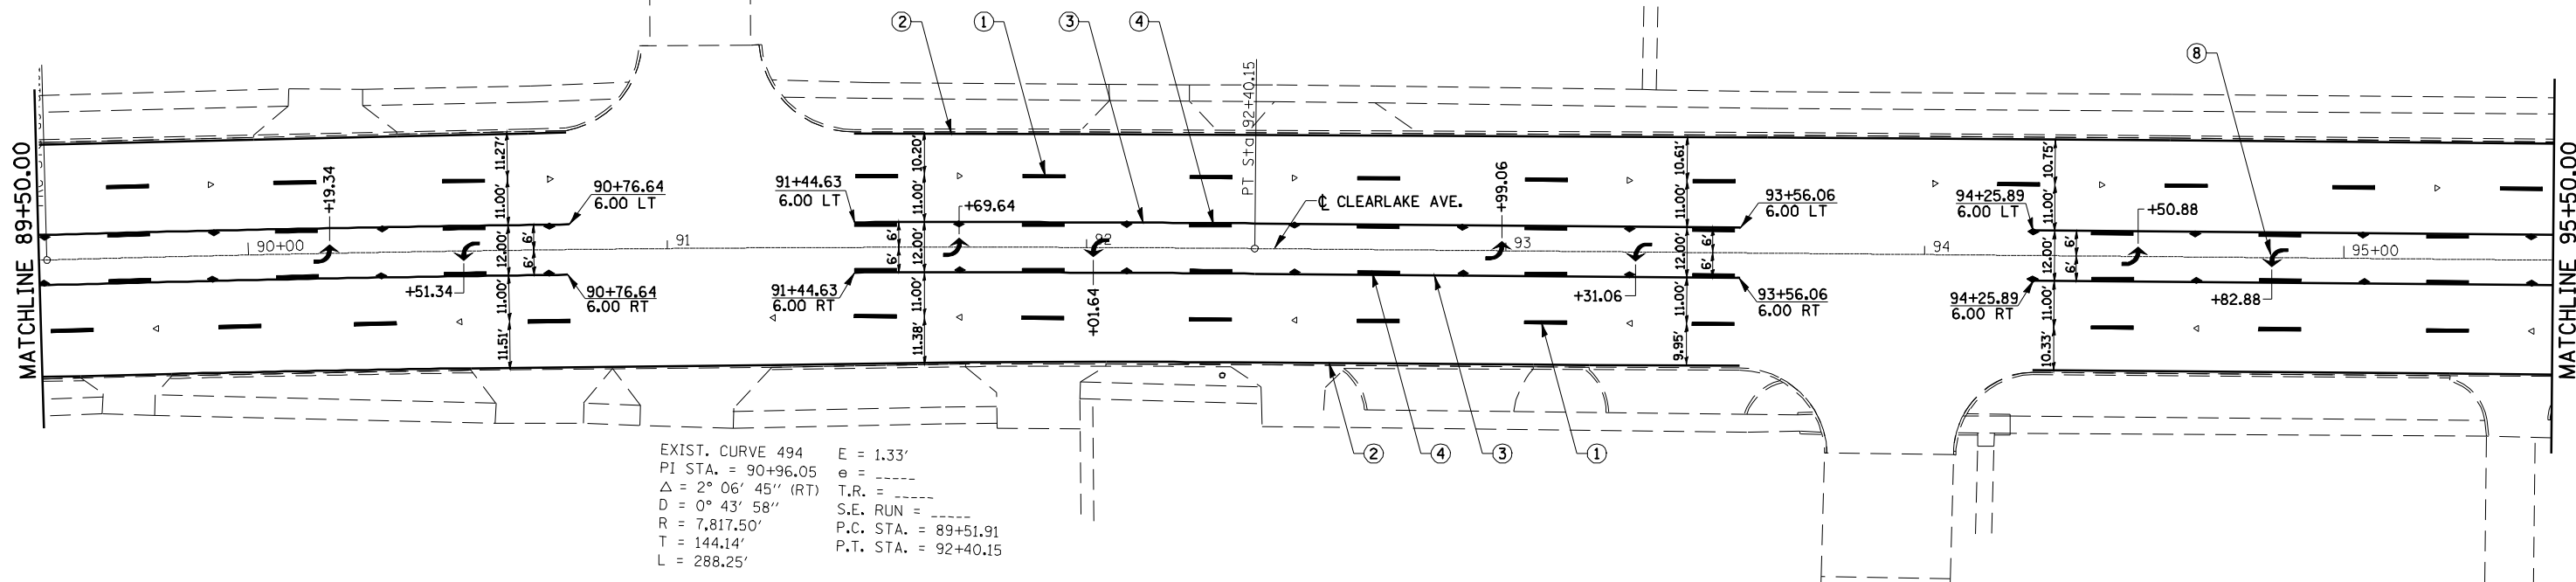 ② ① ③ ④ ⑧
MATCHLINE 89+50.00
MATCHLINE 95+50.00
PT Sta 92+40.15
℄ CLEARLAKE AVE.
11.27' 11.00' 12.00' 6' 6' 11.00' 11.51'
10.20' 11.00' 12.00' 6' 6' 11.00' 11.38'
10.61' 11.00' 12.00' 6' 6' 11.00' 9.95'
10.75' 11.00' 12.00' 6' 6' 11.00' 10.33'
+19.34
+51.34
90+76.64
6.00 LT
90+76.64
6.00 RT
91+44.63
6.00 LT
91+44.63
6.00 RT
+69.64
+01.64
+99.06
+31.06
93+56.06
6.00 LT
93+56.06
6.00 RT
94+25.89
6.00 LT
94+25.89
6.00 RT
+50.88
+82.88
90+00 91 92 93 94 95+00
② ④ ③ ①
EXIST. CURVE 494
PI STA. = 90+96.05
Δ = 2° 06' 45'' (RT)
D = 0° 43' 58''
R = 7,817.50'
T = 144.14'
L = 288.25'
E = 1.33'
e = _____
T.R. = _____
S.E. RUN = _____
P.C. STA. = 89+51.91
P.T. STA. = 92+40.15